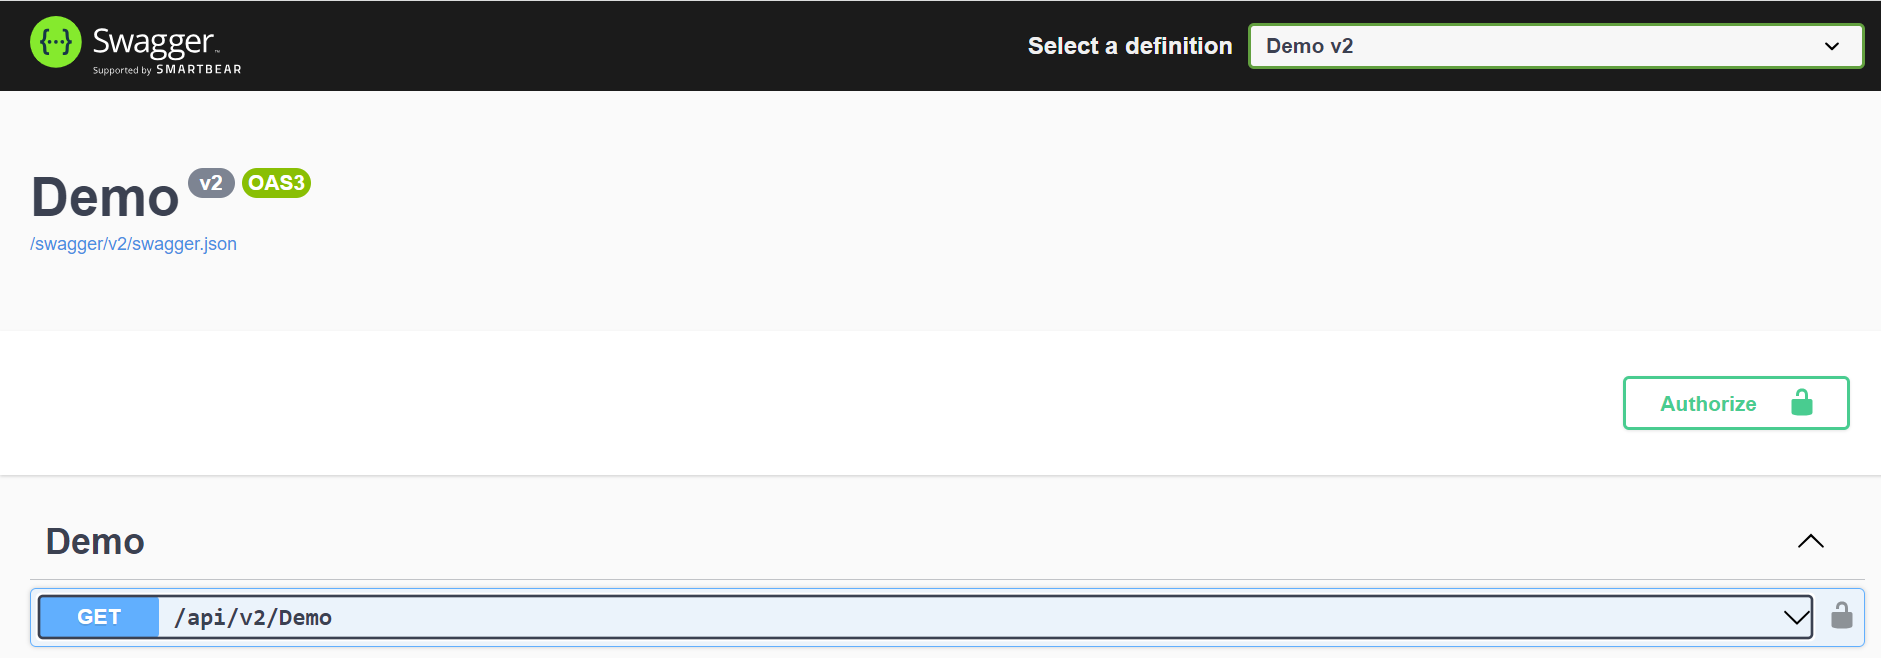 {···} Swagger™
Supported by SMARTBEAR
Select a definition
Demo v2
Demo v2 OAS3
/swagger/v2/swagger.json
Authorize
Demo
GET /api/v2/Demo